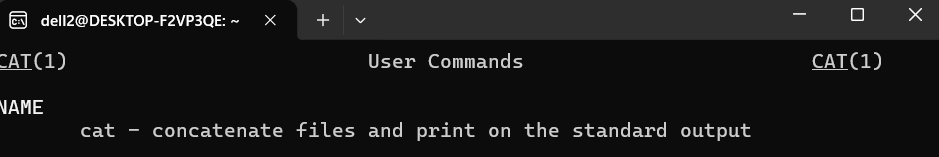 dell2@DESKTOP-F2VP3QE: ~
CAT(1) User Commands CAT(1)
NAME
cat - concatenate files and print on the standard output